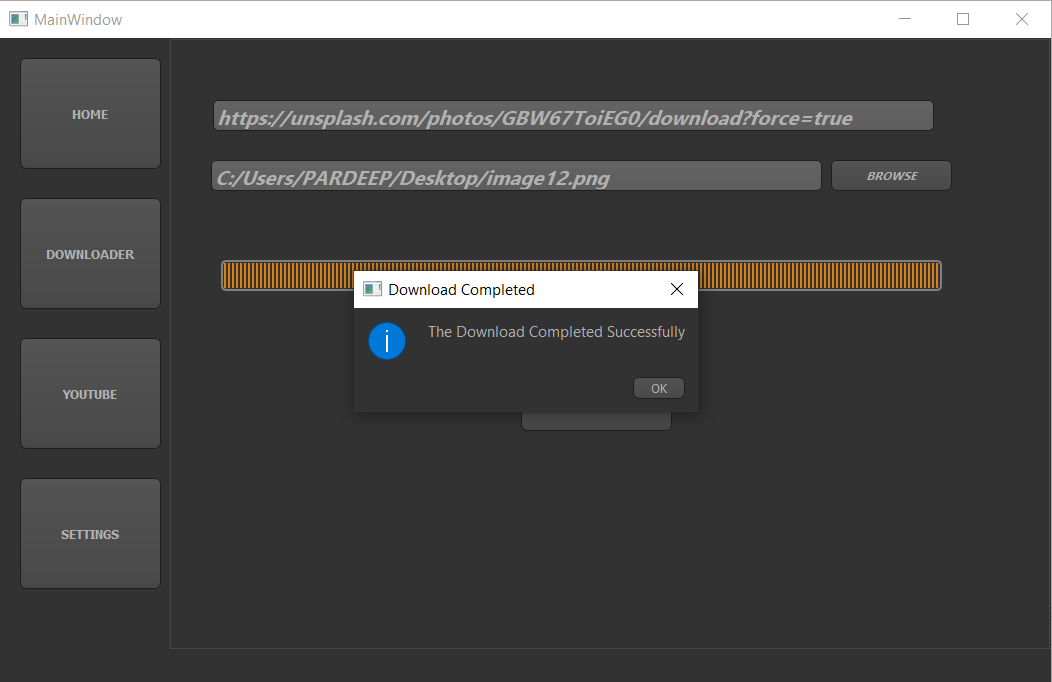 MainWindow
HOME
DOWNLOADER
YOUTUBE
SETTINGS
https://unsplash.com/photos/GBW67ToiEG0/download?force=true
C:/Users/PARDEEP/Desktop/image12.png
BROWSE
Download Completed
The Download Completed Successfully
OK